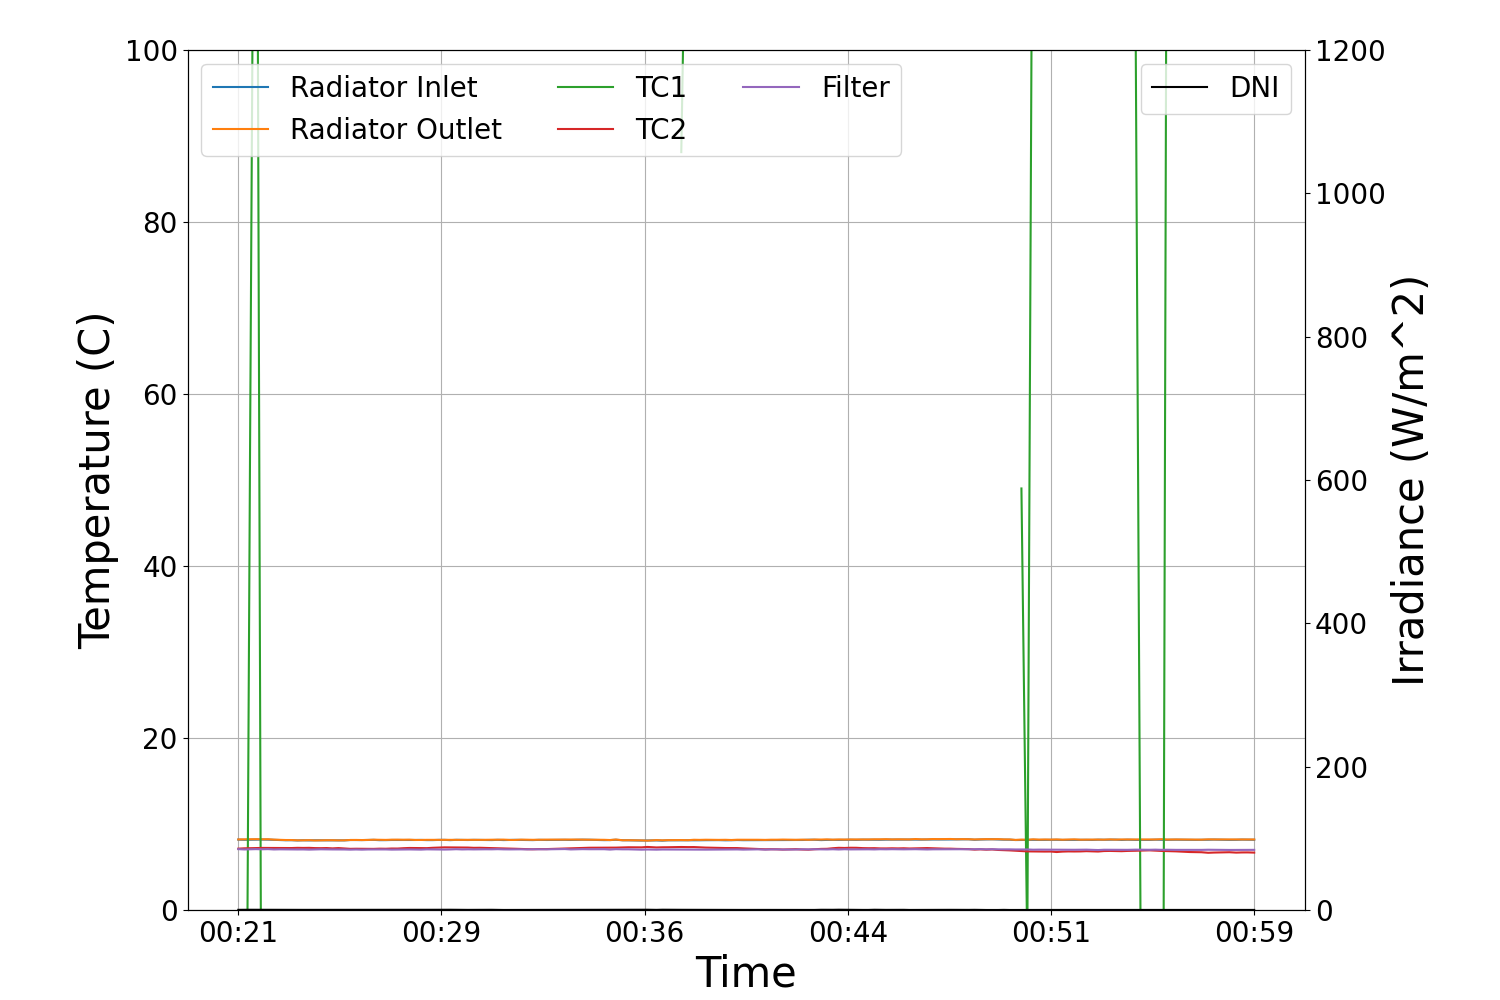 100
80
60
40
20
0
Temperature (C)
Radiator Inlet
Radiator Outlet
TC1
TC2
Filter
DNI
1200
1000
800
600
400
200
0
Irradiance (W/m^2)
00:21 00:29 00:36 00:44 00:51 00:59
Time